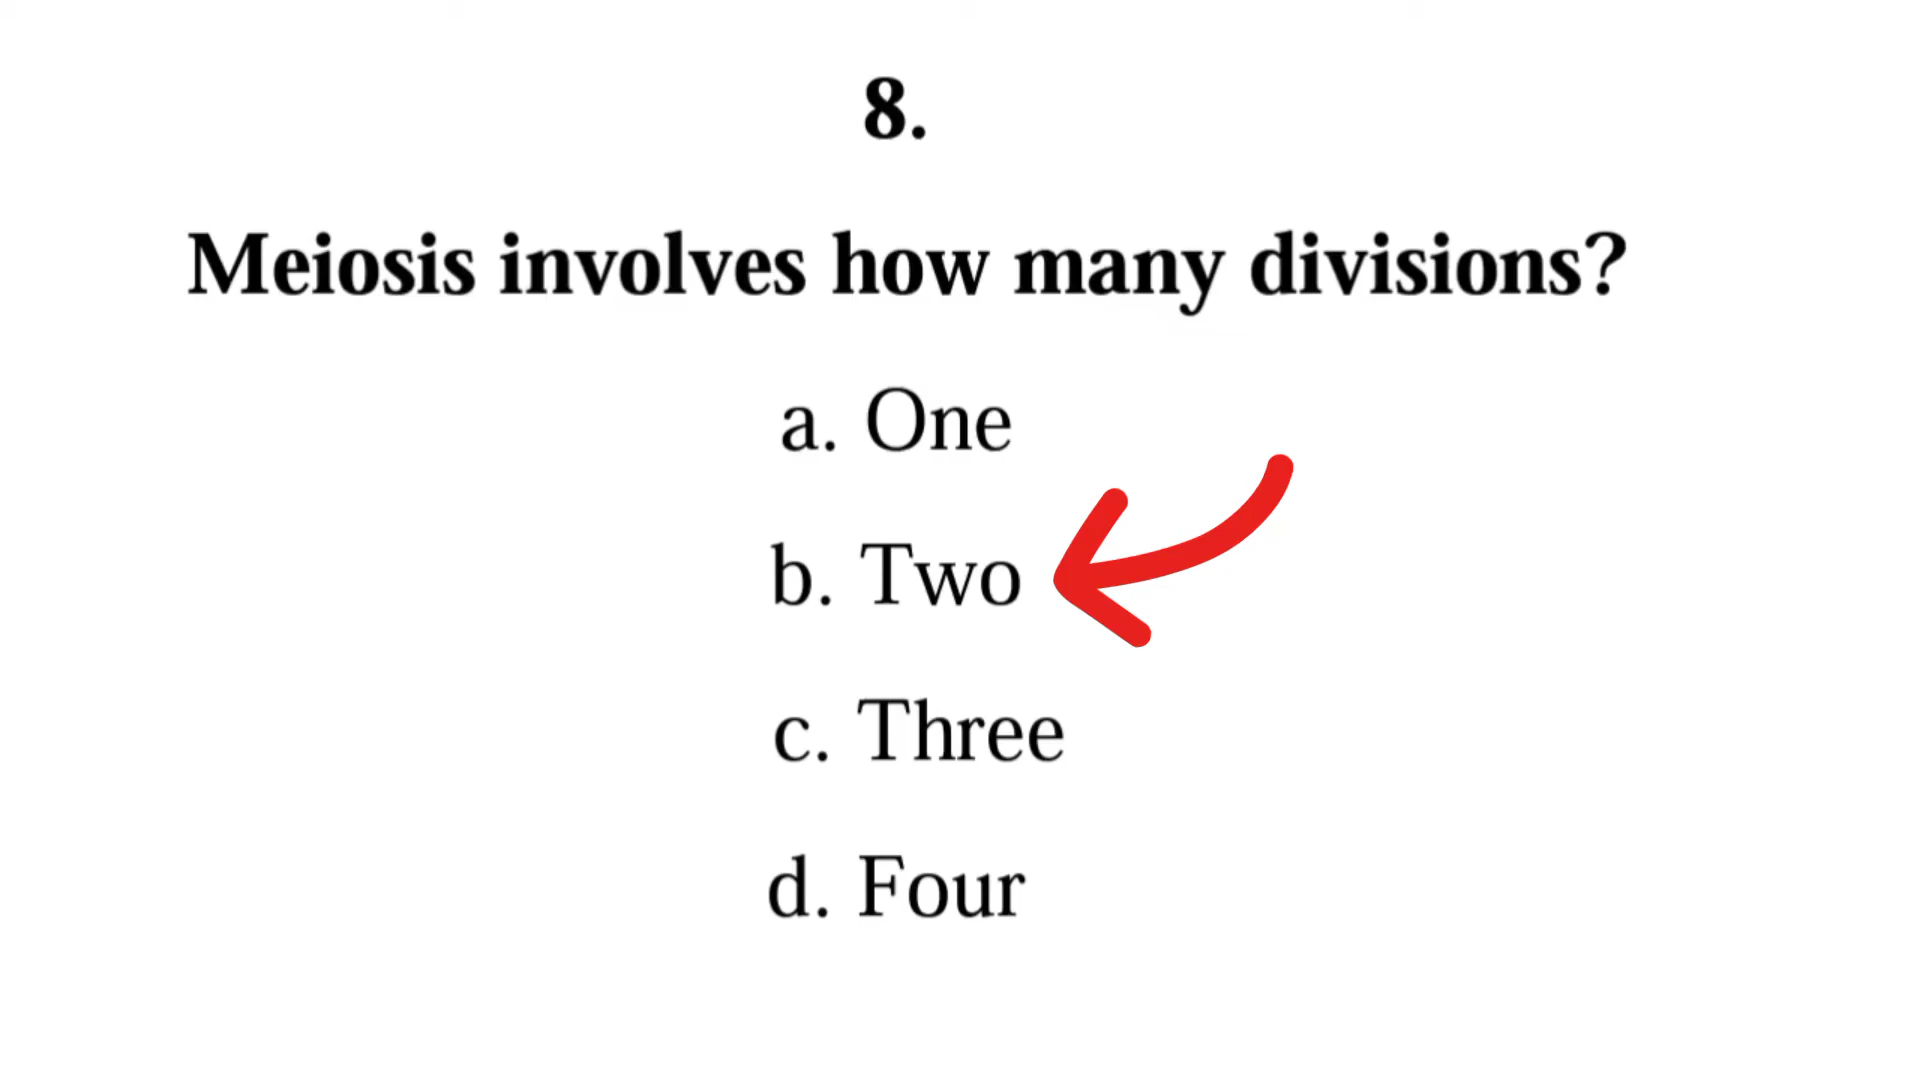 8.
Meiosis involves how many divisions?
a. One
b. Two
c. Three
d. Four